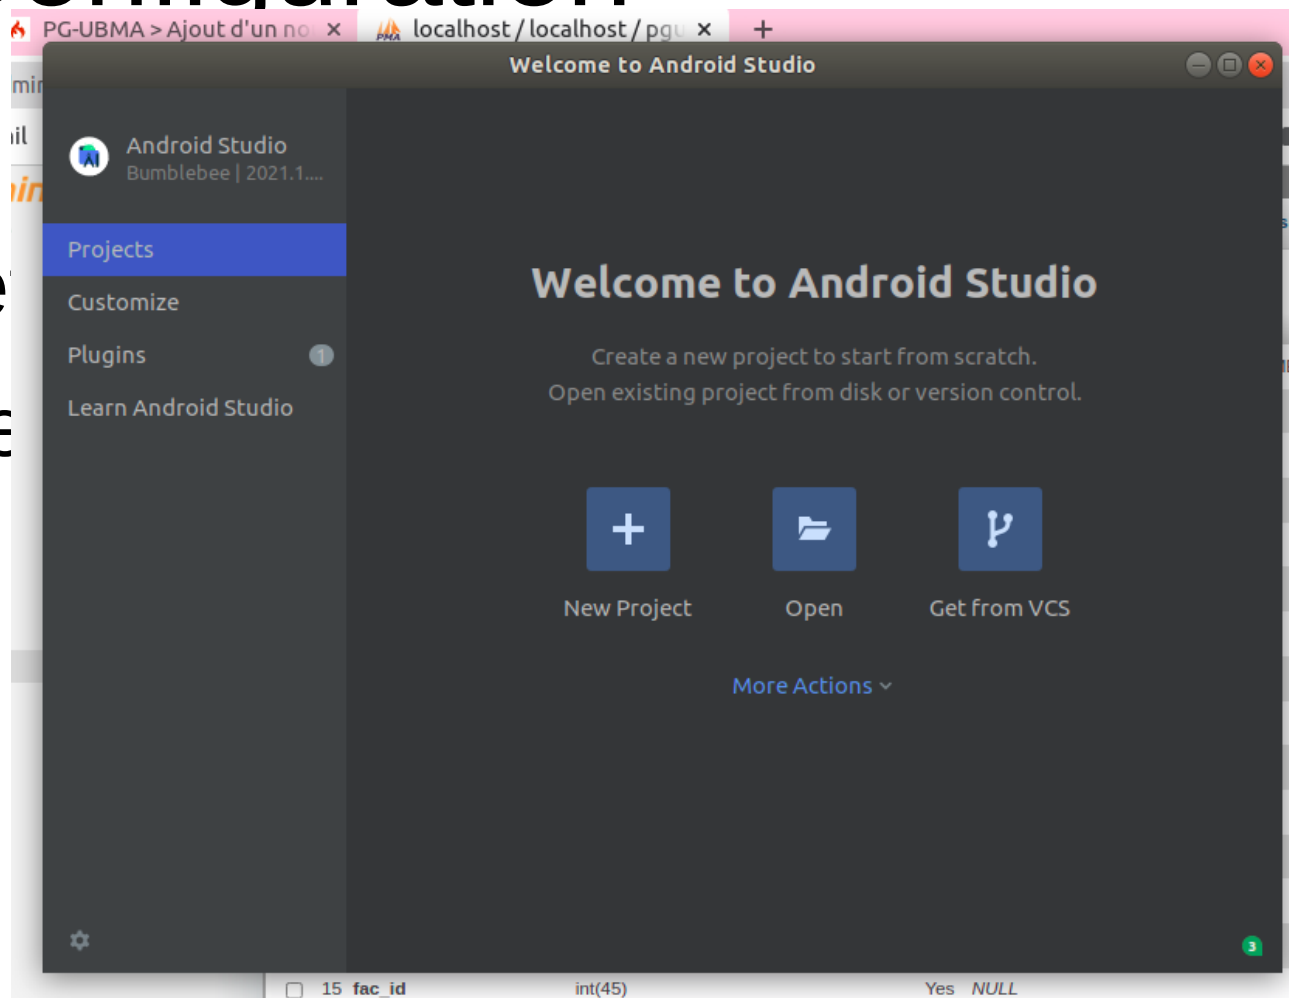 PG-UBMA > Ajout d'un no
localhost / localhost / pgu
Welcome to Android Studio
Android Studio
Bumblebee | 2021.1....
Projects
Customize
Plugins
1
Learn Android Studio
Welcome to Android Studio
Create a new project to start from scratch.
Open existing project from disk or version control.
New Project Open Get from VCS
More Actions
3
15 fac_id int(45) Yes NULL